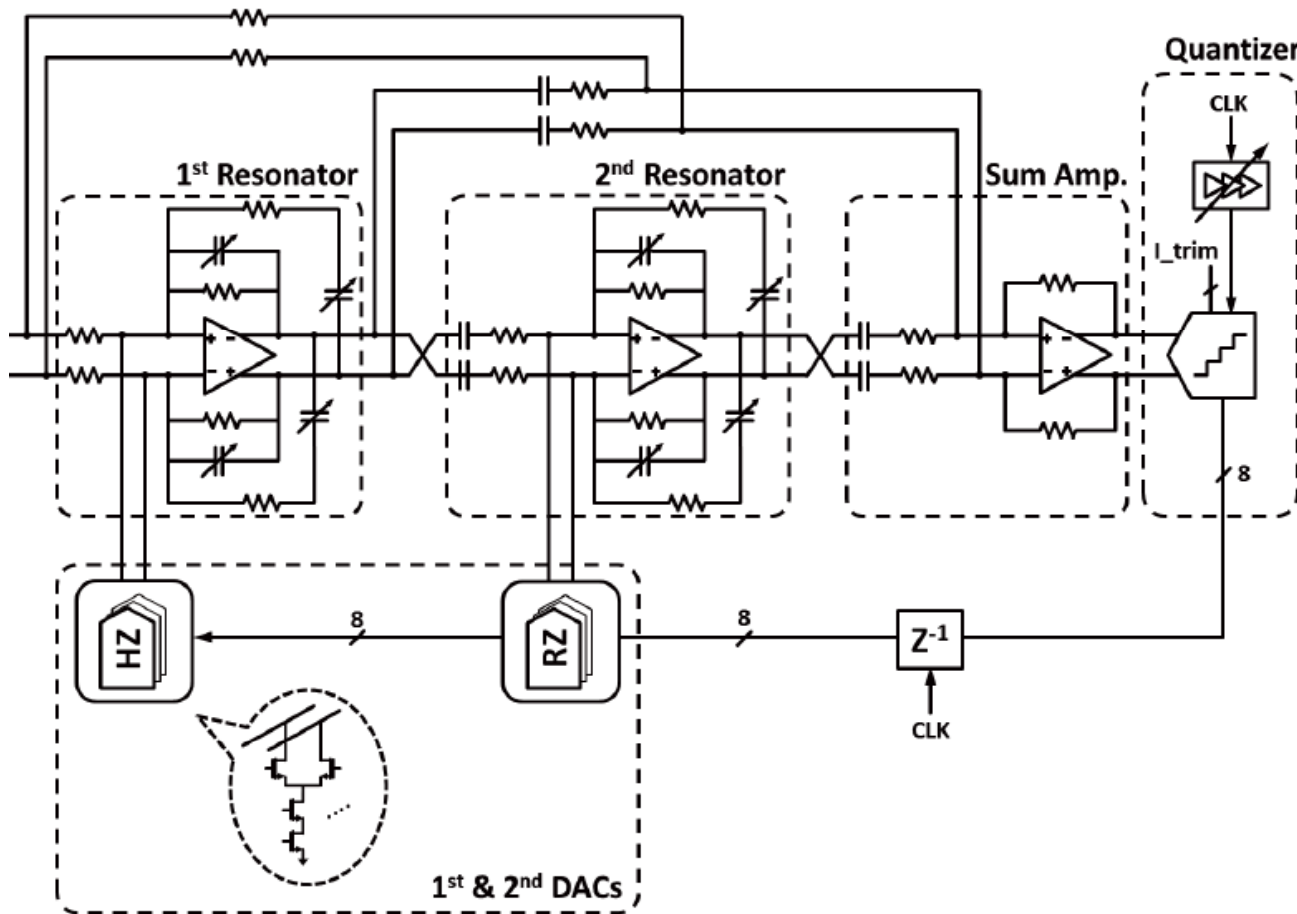 Quantizer
CLK
1st Resonator
2nd Resonator
Sum Amp.
I_trim
+ -
- +
+ -
- +
+ -
- +
8
HZ
8
RZ
8
Z-1
CLK
1st & 2nd DACs